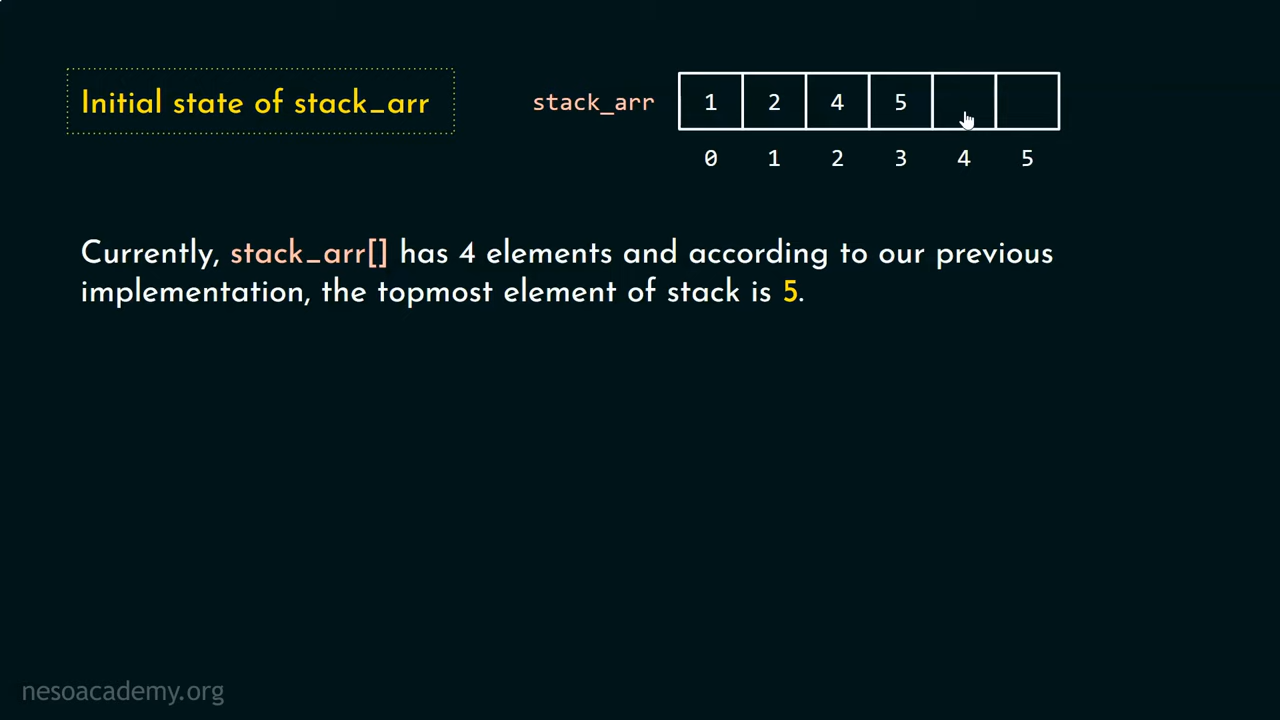 Initial state of stack_arr
stack_arr 1 2 4 5
0 1 2 3 4 5
Currently, stack_arr[] has 4 elements and according to our previous
implementation, the topmost element of stack is 5.
nesoacademy.org